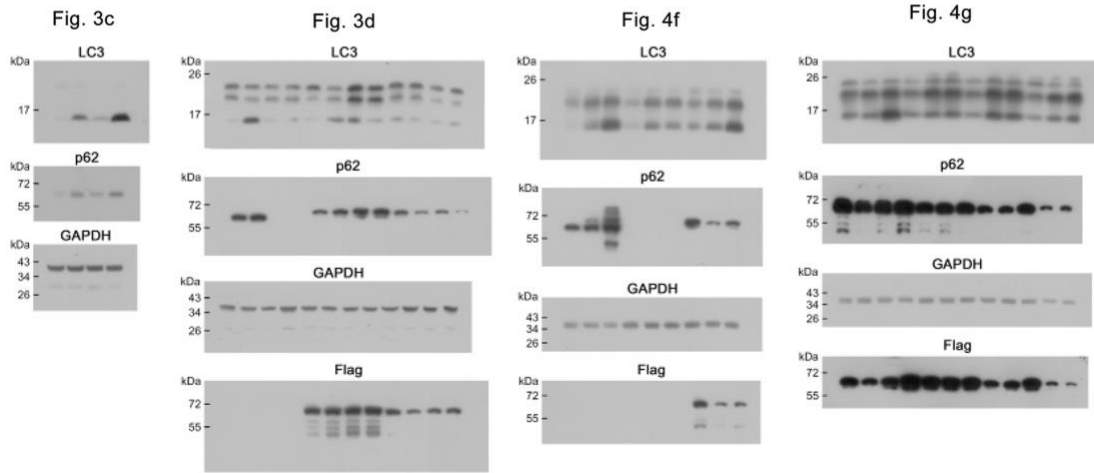 Fig. 3c
LC3
kDa
17
p62
kDa
72
55
GAPDH
kDa
43
34
26
Fig. 3d
LC3
kDa
26
17
p62
kDa
72
55
GAPDH
kDa
43
34
26
Flag
kDa
72
55
Fig. 4f
LC3
kDa
26
17
p62
kDa
72
55
GAPDH
kDa
43
34
26
Flag
kDa
72
55
Fig. 4g
LC3
kDa
26
17
p62
kDa
72
55
GAPDH
kDa
43
34
26
Flag
kDa
72
55